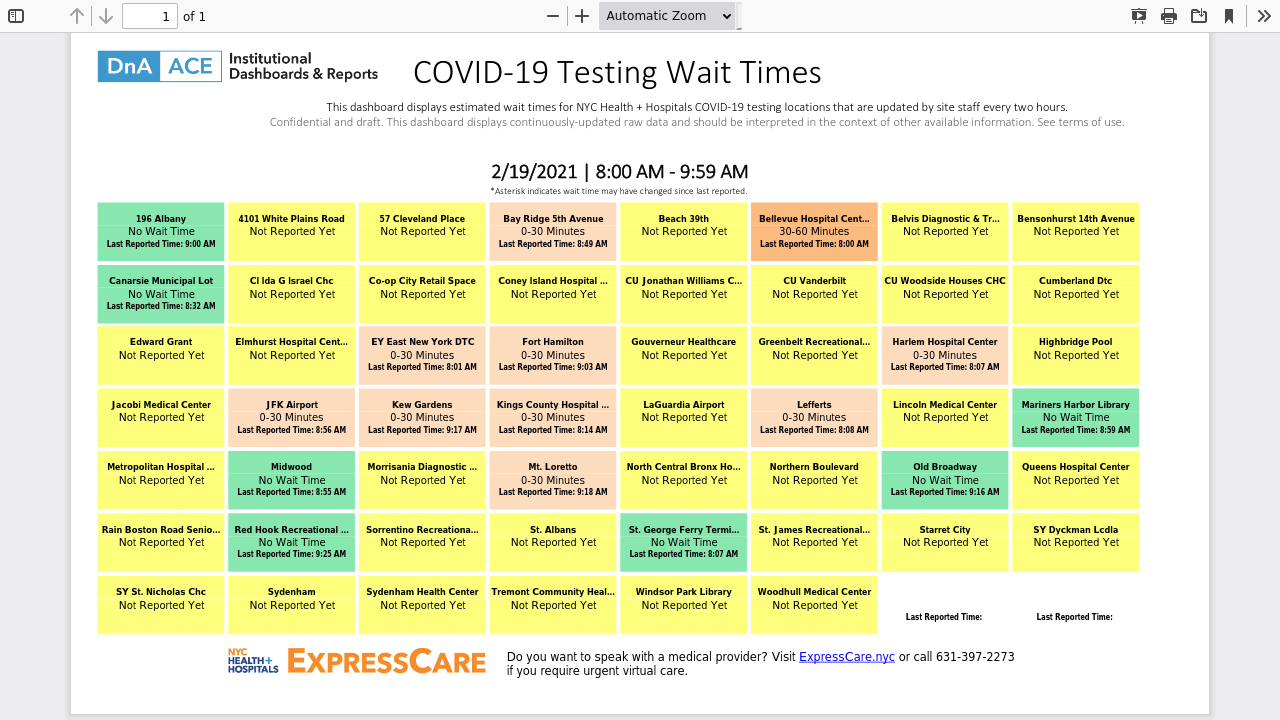 1 of 1 Automatic Zoom
DnA ACE Institutional
Dashboards & Reports
COVID-19 Testing Wait Times
This dashboard displays estimated wait times for NYC Health + Hospitals COVID-19 testing locations that are updated by site staff every two hours.
Confidential and draft. This dashboard displays continuously-updated raw data and should be interpreted in the context of other available information. See terms of use.
2/19/2021 | 8:00 AM - 9:59 AM
*Asterisk indicates wait time may have changed since last reported.
196 Albany 4101 White Plains Road 57 Cleveland Place Bay Ridge 5th Avenue Beach 39th Bellevue Hospital Cent... Belvis Diagnostic & Tr... Bensonhurst 14th Avenue
No Wait Time Not Reported Yet Not Reported Yet 0-30 Minutes Not Reported Yet 30-60 Minutes Not Reported Yet Not Reported Yet
Last Reported Time: 9:00 AM Last Reported Time: 8:49 AM Last Reported Time: 8:00 AM
Canarsie Municipal Lot Cl Ida G Israel Chc Co-op City Retail Space Coney Island Hospital ... CU Jonathan Williams C... CU Vanderbilt CU Woodside Houses CHC Cumberland Dtc
No Wait Time Not Reported Yet Not Reported Yet Not Reported Yet Not Reported Yet Not Reported Yet Not Reported Yet Not Reported Yet
Last Reported Time: 8:32 AM
Edward Grant Elmhurst Hospital Cent... EY East New York DTC Fort Hamilton Gouverneur Healthcare Greenbelt Recreational... Harlem Hospital Center Highbridge Pool
Not Reported Yet Not Reported Yet 0-30 Minutes 0-30 Minutes Not Reported Yet Not Reported Yet 0-30 Minutes Not Reported Yet
Last Reported Time: 8:01 AM Last Reported Time: 9:03 AM Last Reported Time: 8:07 AM
Jacobi Medical Center JFK Airport Kew Gardens Kings County Hospital ... LaGuardia Airport Lefferts Lincoln Medical Center Mariners Harbor Library
Not Reported Yet 0-30 Minutes 0-30 Minutes 0-30 Minutes Not Reported Yet 0-30 Minutes Not Reported Yet No Wait Time
Last Reported Time: 8:56 AM Last Reported Time: 9:17 AM Last Reported Time: 8:14 AM Last Reported Time: 8:08 AM Last Reported Time: 8:59 AM
Metropolitan Hospital ... Midwood Morrisania Diagnostic ... Mt. Loretto North Central Bronx Ho... Northern Boulevard Old Broadway Queens Hospital Center
Not Reported Yet No Wait Time Not Reported Yet 0-30 Minutes Not Reported Yet Not Reported Yet No Wait Time Not Reported Yet
Last Reported Time: 8:55 AM Last Reported Time: 9:18 AM Last Reported Time: 9:16 AM
Rain Boston Road Senio... Red Hook Recreational ... Sorrentino Recreationa... St. Albans St. George Ferry Termi... St. James Recreational... Starret City SY Dyckman Lcdla
Not Reported Yet No Wait Time Not Reported Yet Not Reported Yet No Wait Time Not Reported Yet Not Reported Yet Not Reported Yet
Last Reported Time: 9:25 AM Last Reported Time: 8:07 AM
SY St. Nicholas Chc Sydenham Sydenham Health Center Tremont Community Heal... Windsor Park Library Woodhull Medical Center
Not Reported Yet Not Reported Yet Not Reported Yet Not Reported Yet Not Reported Yet Not Reported Yet
Last Reported Time: Last Reported Time:
NYC
HEALTH+
HOSPITALS
EXPRESSCARE
Do you want to speak with a medical provider? Visit ExpressCare.nyc or call 631-397-2273
if you require urgent virtual care.